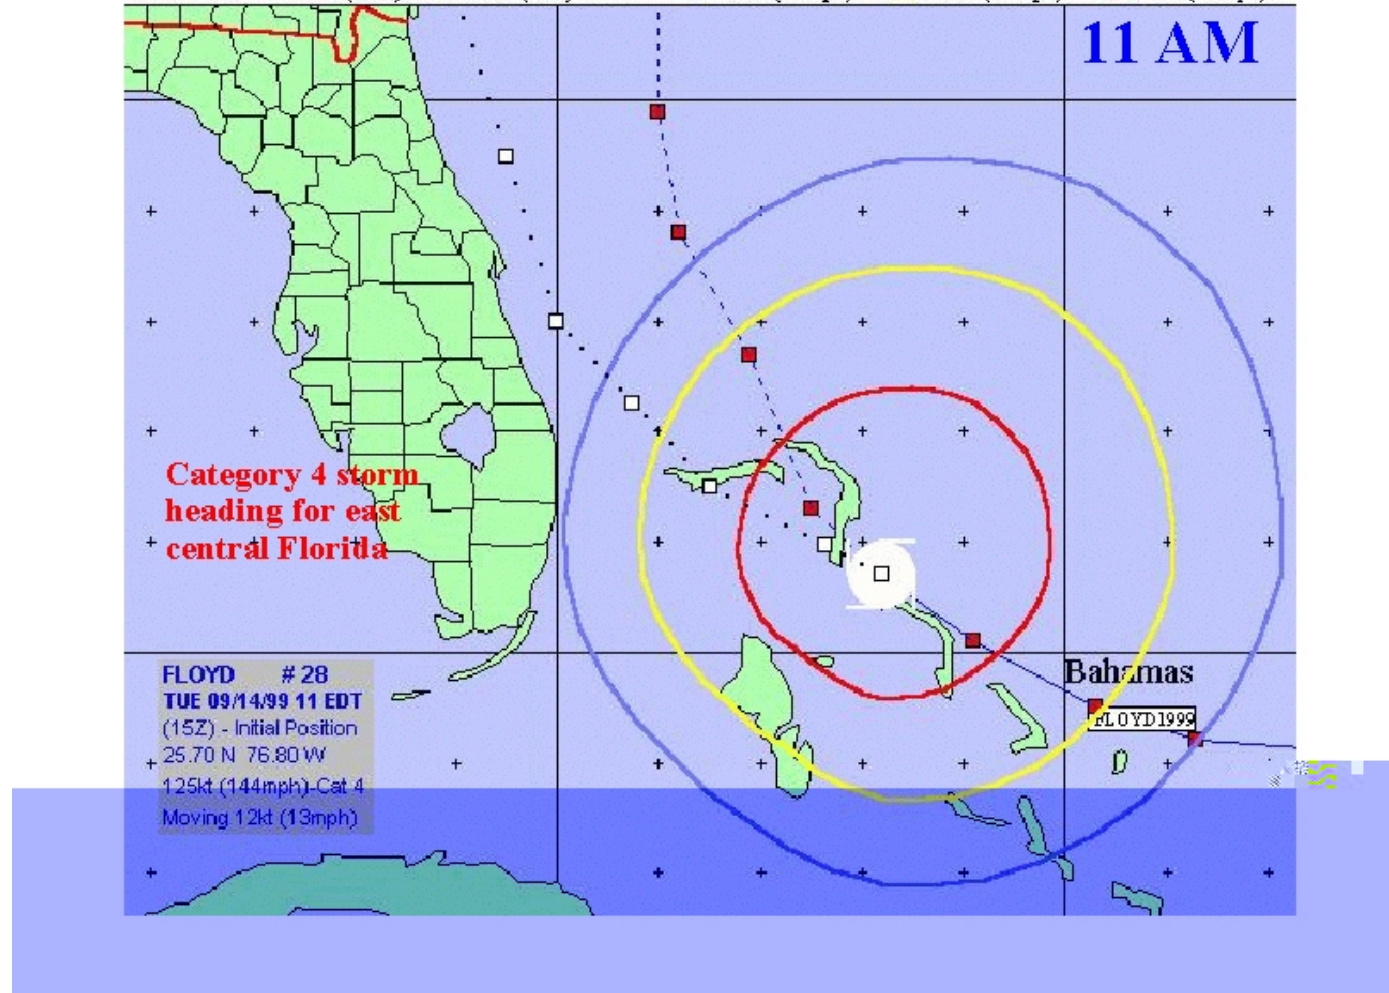 11 AM
Category 4 storm
heading for east
central Florida
Bahamas
FLOYD1999
FLOYD # 28
TUE 09/14/99 11 EDT
(15Z) - Initial Position
25.70 N 76.80 W
125kt (144mph)-Cat 4
Moving 12kt (13mph)